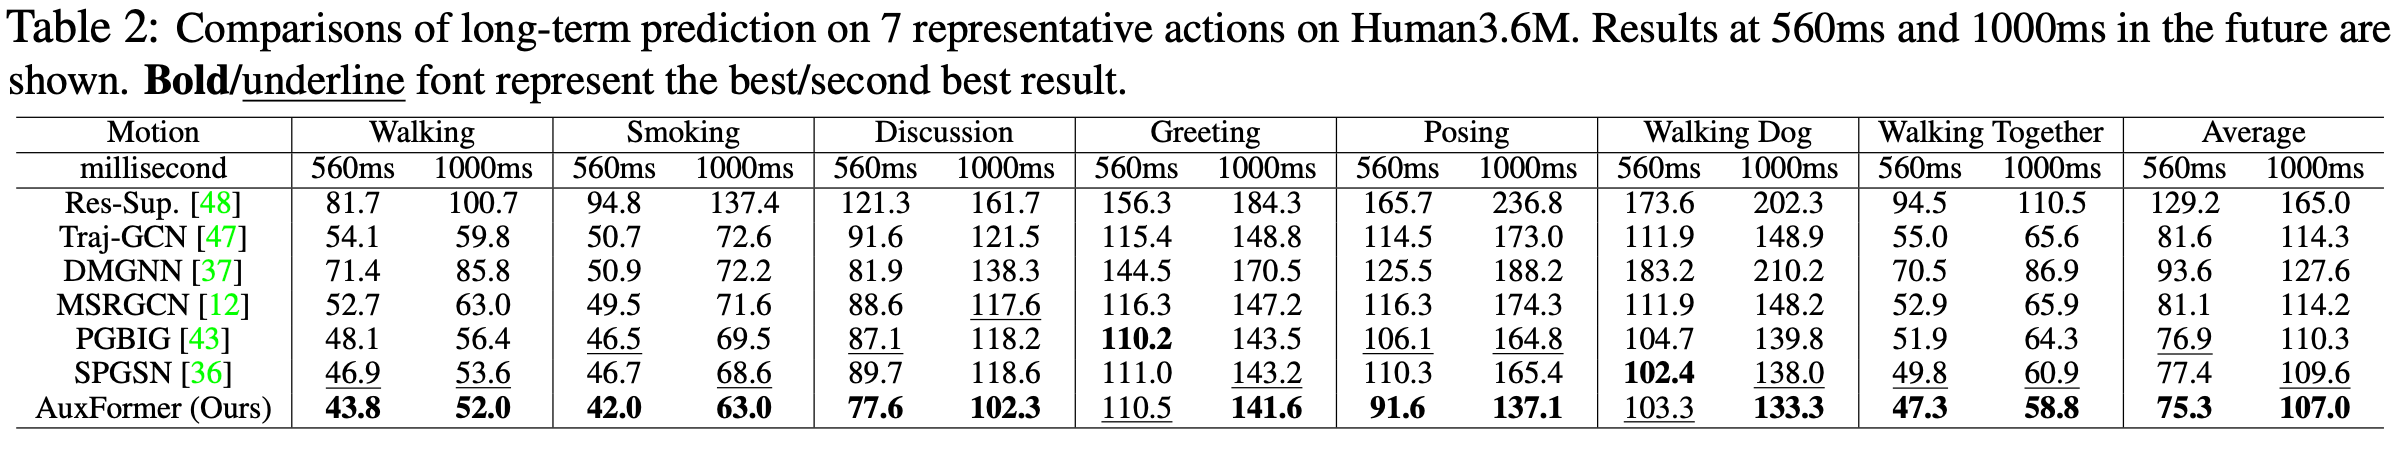 Table 2: Comparisons of long-term prediction on 7 representative actions on Human3.6M. Results at 560ms and 1000ms in the future are
shown. Bold/underline font represent the best/second best result.
Motion Walking Smoking Discussion Greeting Posing Walking Dog Walking Together Average
millisecond 560ms 1000ms 560ms 1000ms 560ms 1000ms 560ms 1000ms 560ms 1000ms 560ms 1000ms 560ms 1000ms 560ms 1000ms
Res-Sup. [48] 81.7 100.7 94.8 137.4 121.3 161.7 156.3 184.3 165.7 236.8 173.6 202.3 94.5 110.5 129.2 165.0
Traj-GCN [47] 54.1 59.8 50.7 72.6 91.6 121.5 115.4 148.8 114.5 173.0 111.9 148.9 55.0 65.6 81.6 114.3
DMGNN [37] 71.4 85.8 50.9 72.2 81.9 138.3 144.5 170.5 125.5 188.2 183.2 210.2 70.5 86.9 93.6 127.6
MSRGCN [12] 52.7 63.0 49.5 71.6 88.6 117.6 116.3 147.2 116.3 174.3 111.9 148.2 52.9 65.9 81.1 114.2
PGBIG [43] 48.1 56.4 46.5 69.5 87.1 118.2 110.2 143.5 106.1 164.8 104.7 139.8 51.9 64.3 76.9 110.3
SPGSN [36] 46.9 53.6 46.7 68.6 89.7 118.6 111.0 143.2 110.3 165.4 102.4 138.0 49.8 60.9 77.4 109.6
AuxFormer (Ours) 43.8 52.0 42.0 63.0 77.6 102.3 110.5 141.6 91.6 137.1 103.3 133.3 47.3 58.8 75.3 107.0